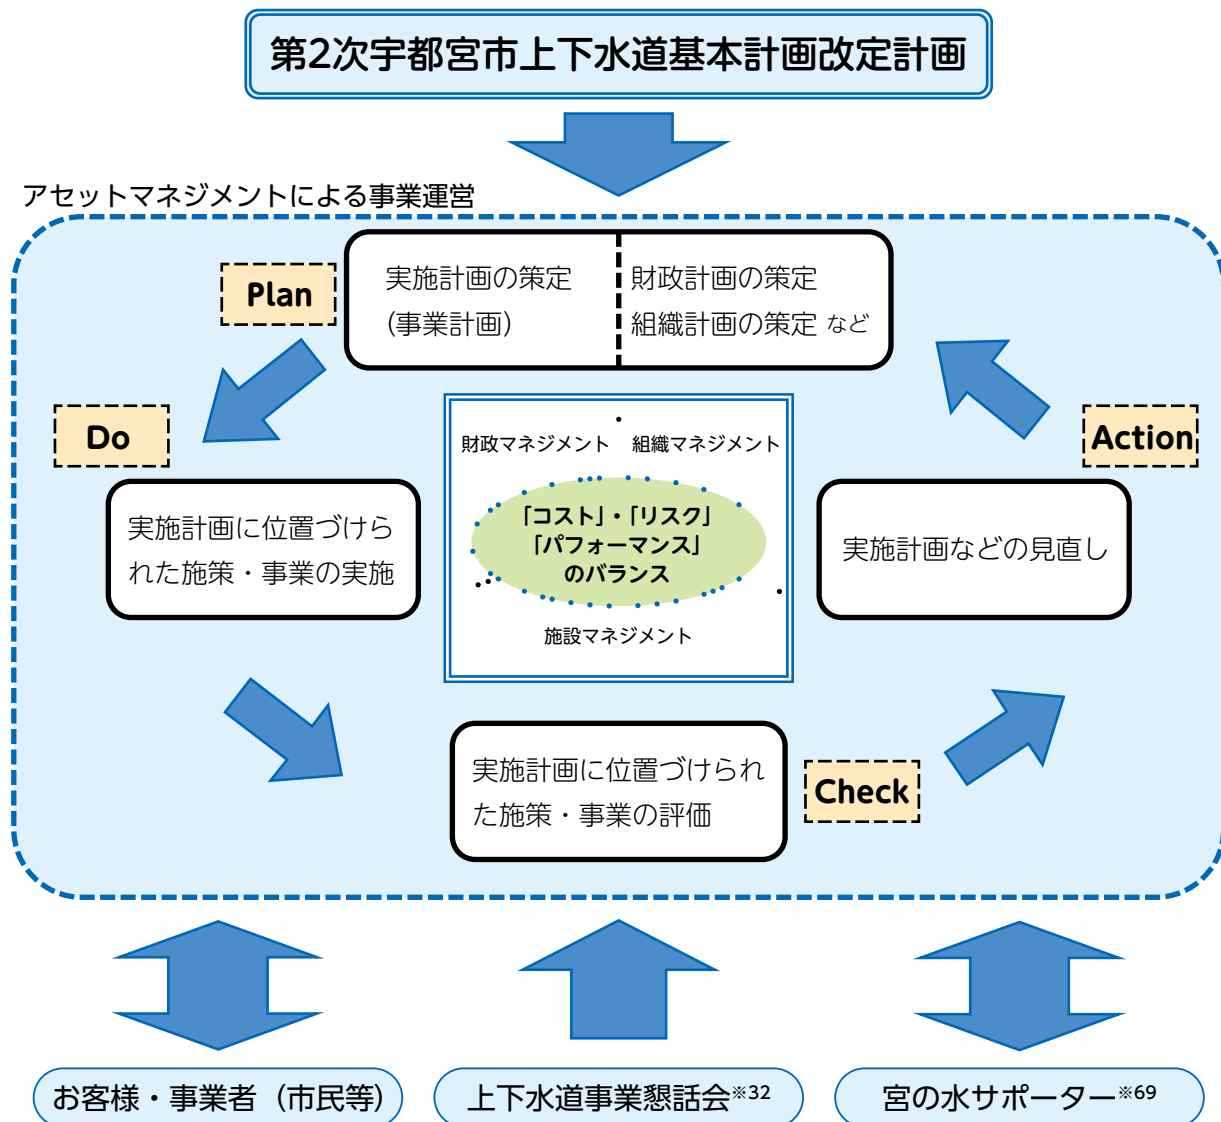 第2次宇都宮市上下水道基本計画改定計画
アセットマネジメントによる事業運営
Plan
実施計画の策定
(事業計画)
財政計画の策定
組織計画の策定 など
Do
Action
財政マネジメント
組織マネジメント
実施計画に位置づけら
れた施策・事業の実施
「コスト」・「リスク」
「パフォーマンス」
のバランス
実施計画などの見直し
施設マネジメント
実施計画に位置づけられ
た施策・事業の評価
Check
お客様・事業者（市民等）
上下水道事業懇話会※32
宮の水サポーター※69